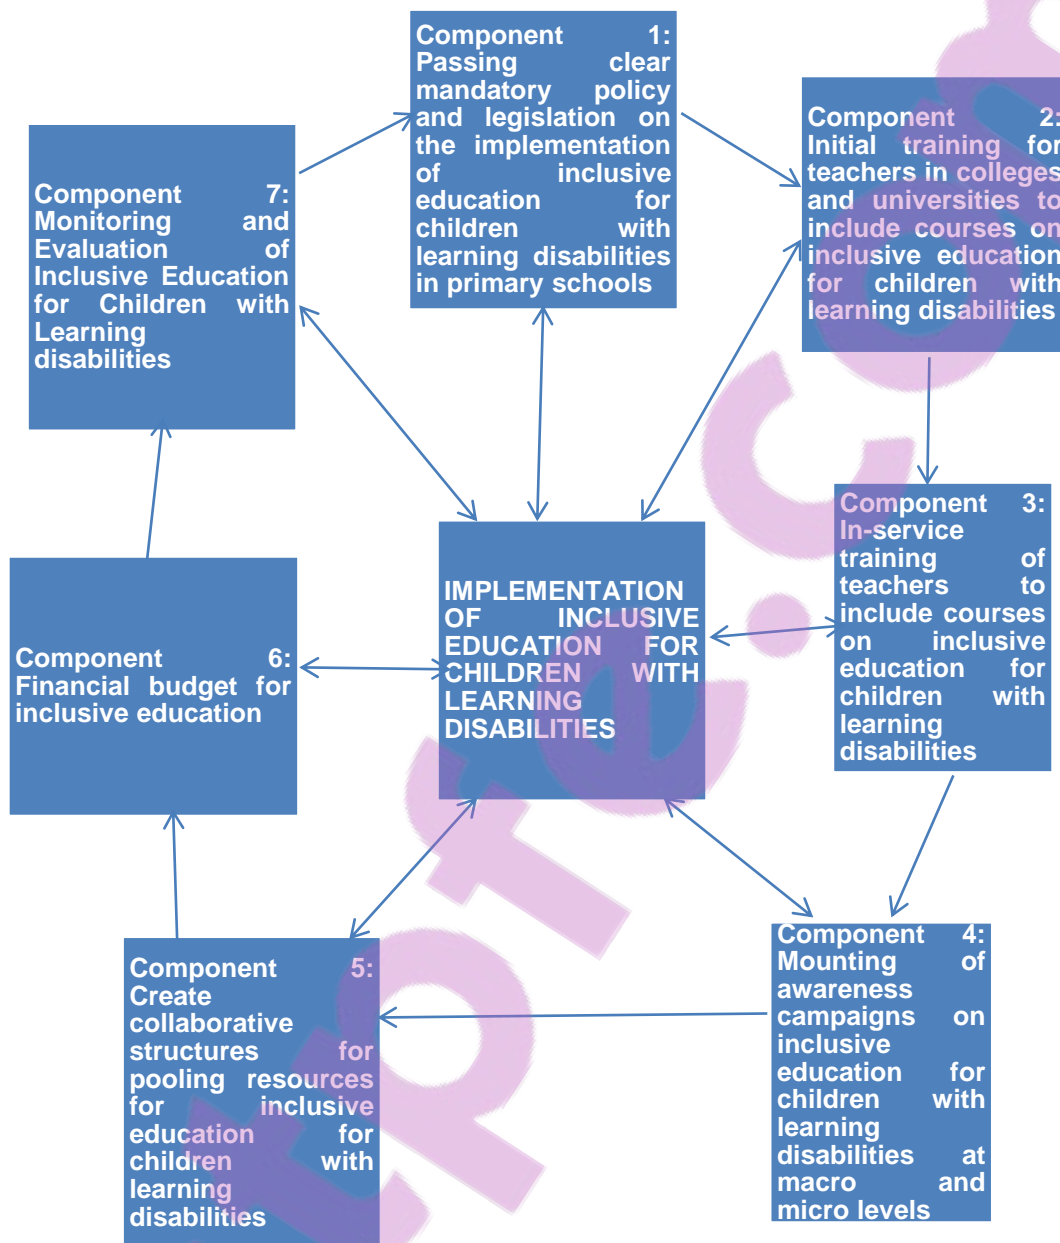 Component 1:
Passing clear
mandatory policy
and legislation on
the implementation
of inclusive
education for
children with
learning disabilities
in primary schools
Component 2:
Initial training for
teachers in colleges
and universities to
include courses on
inclusive education
for children with
learning disabilities
Component 7:
Monitoring and
Evaluation of
Inclusive Education
for Children with
Learning
disabilities
Component 3:
In-service
training of
teachers to
include courses
on inclusive
education for
children with
learning
disabilities
IMPLEMENTATION
OF INCLUSIVE
EDUCATION FOR
CHILDREN WITH
LEARNING
DISABILITIES
Component 6:
Financial budget for
inclusive education
Component 4:
Mounting of
awareness
campaigns on
inclusive
education for
children with
learning
disabilities at
macro and
micro levels
Component 5:
Create
collaborative
structures for
pooling resources
for inclusive
education for
children with
learning
disabilities